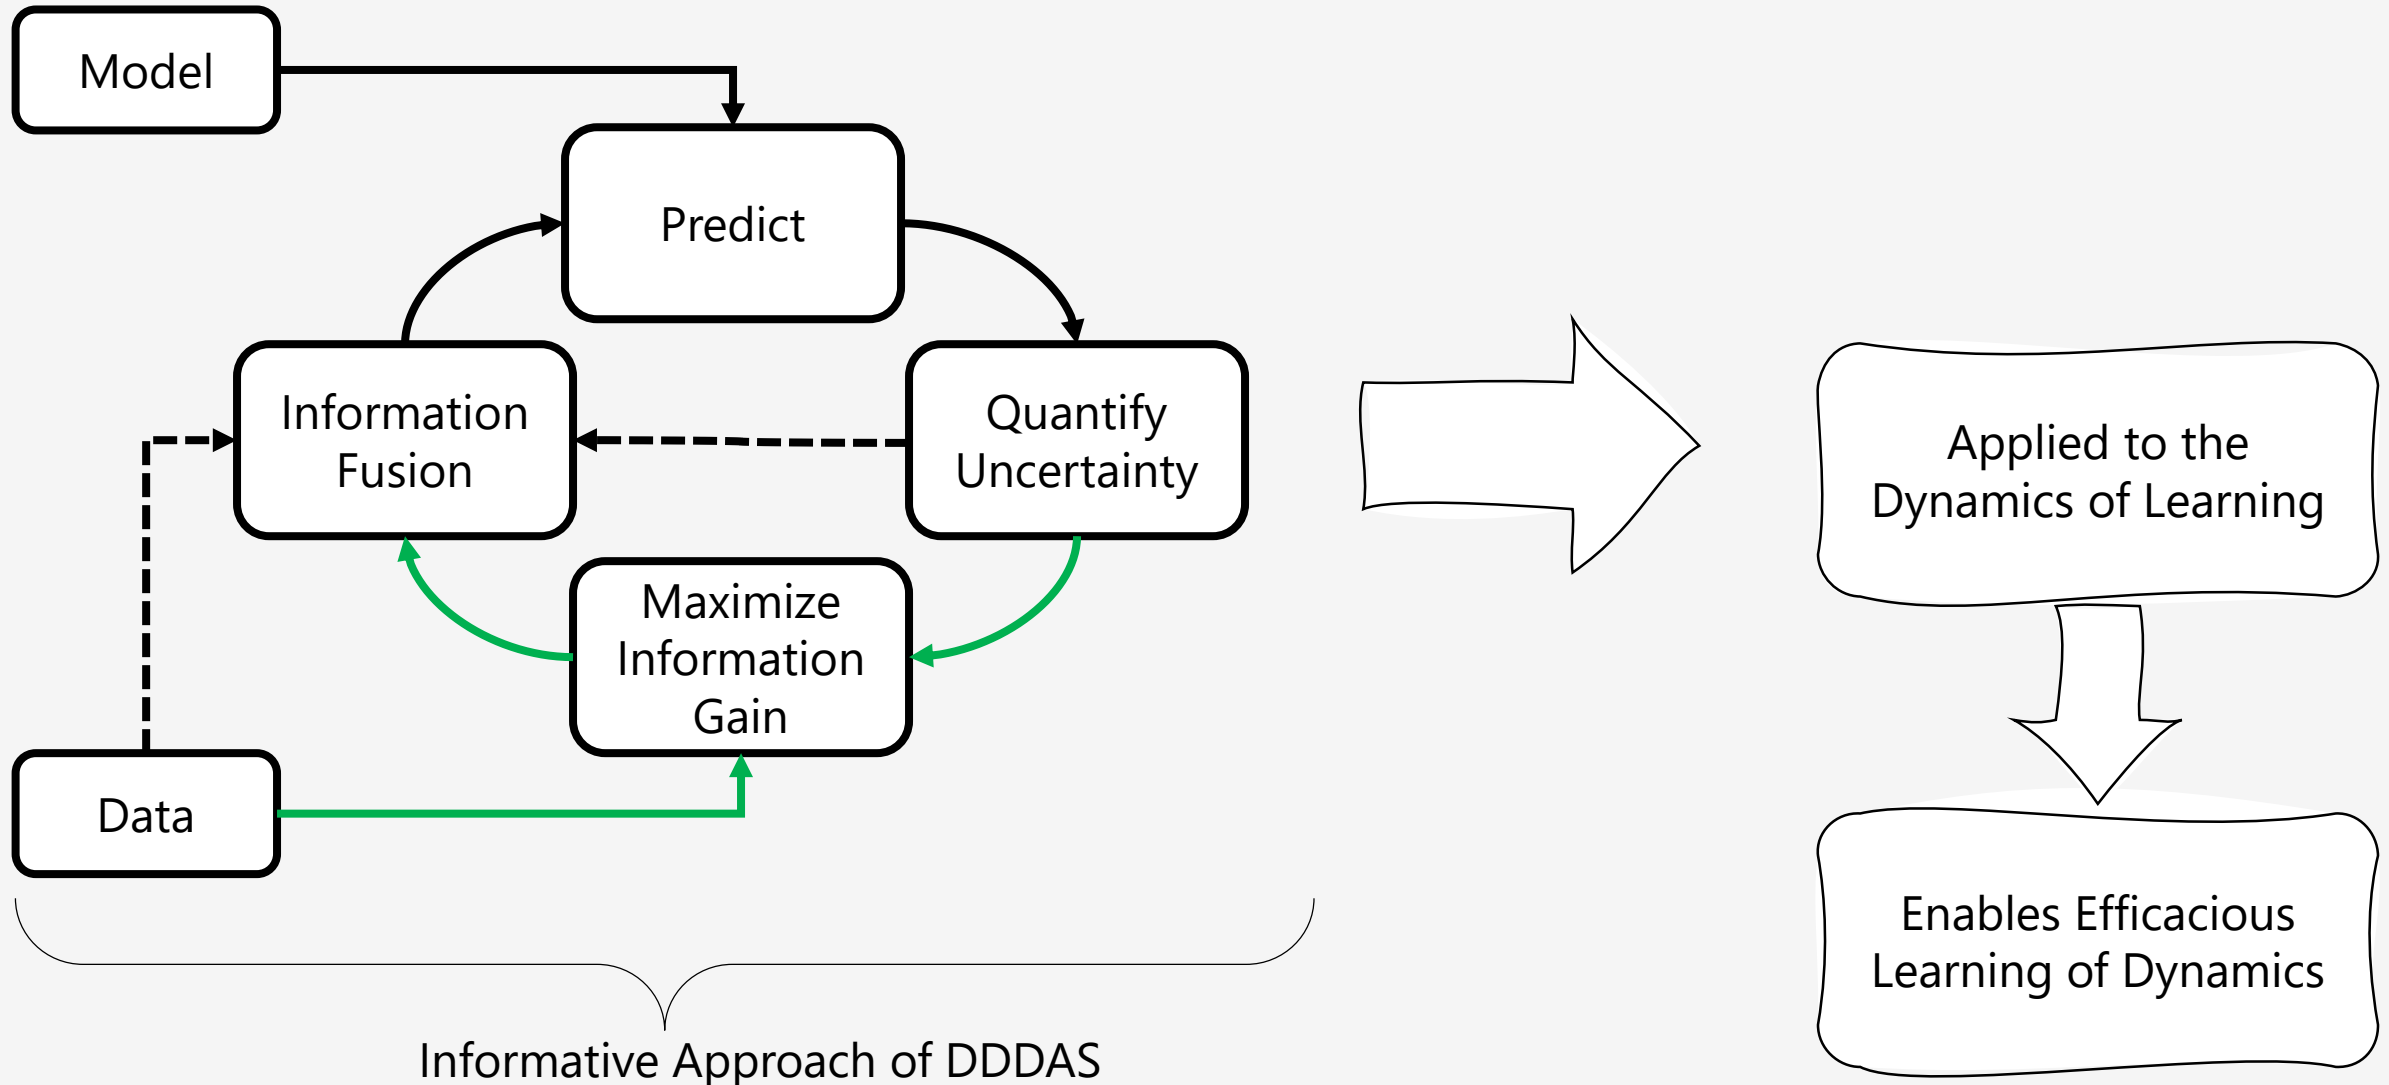 Model
Predict
Information
Fusion
Quantify
Uncertainty
Maximize
Information
Gain
Data
Informative Approach of DDDAS
Applied to the
Dynamics of Learning
Enables Efficacious
Learning of Dynamics